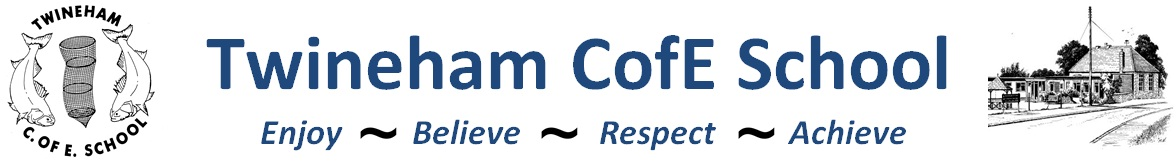 TWINEHAM
C. OF E. SCHOOL
Twineham CofE School
Enjoy ~ Believe ~ Respect ~ Achieve